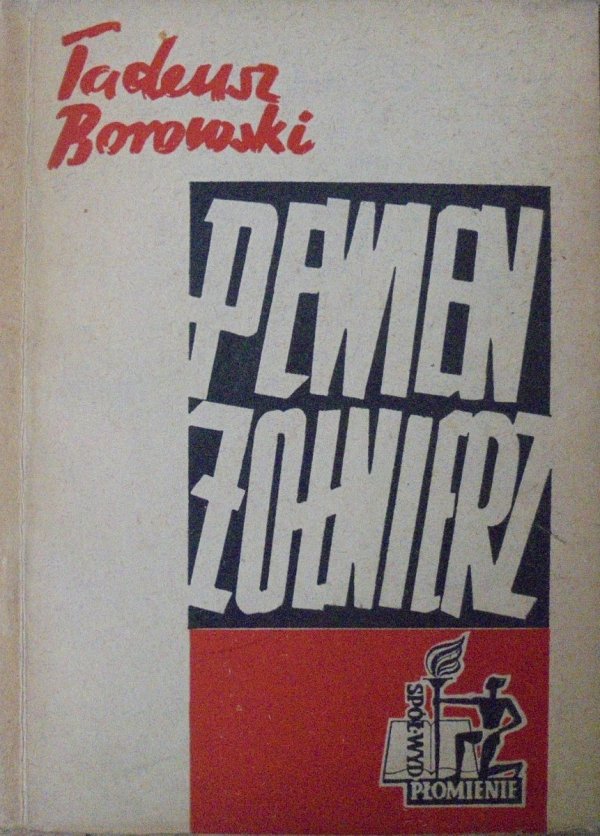 Tadeusz
Borowski
PEWIEN
ŻOŁNIERZ
SPÓŁ·WYD
PŁOMIENIE